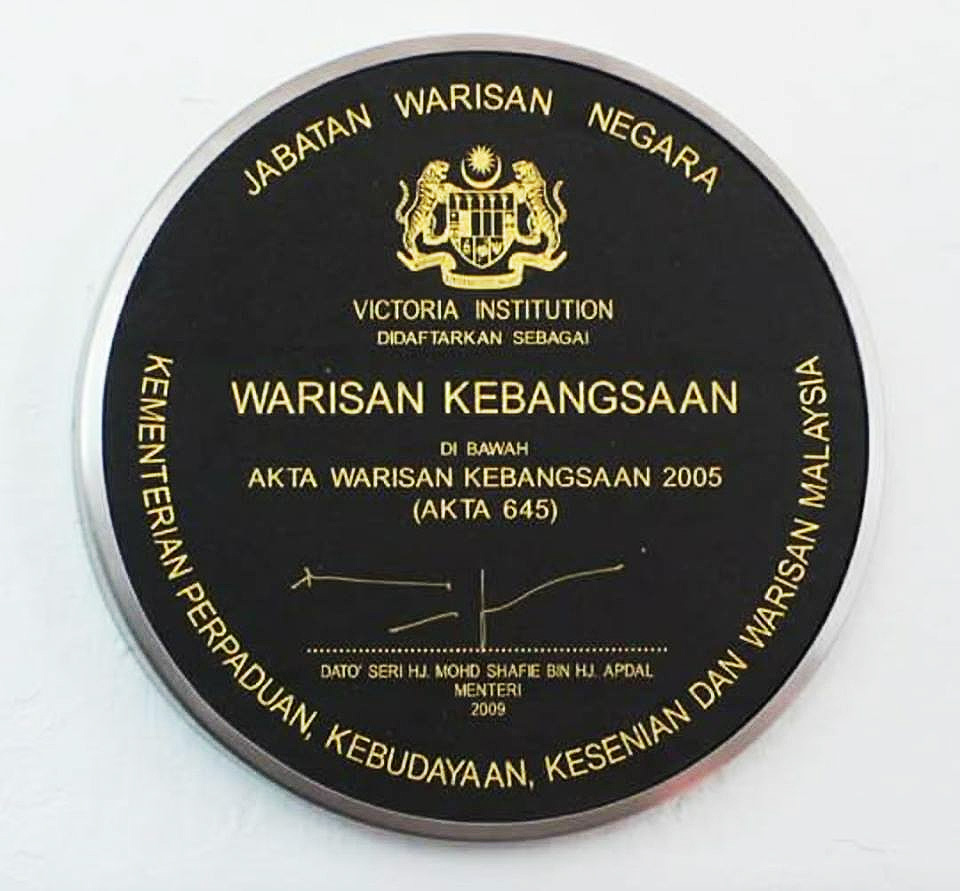 JABATAN WARISAN NEGARA
VICTORIA INSTITUTION
DIDAFTARKAN SEBAGAI
WARISAN KEBANGSAAN
DI BAWAH
AKTA WARISAN KEBANGSAAN 2005
(AKTA 645)
DATO' SERI HJ. MOHD SHAFIE BIN HJ. APDAL
MENTERI
2009
KEMENTERIAN PERPADUAN, KEBUDAYAAN, KESENIAN DAN WARISAN MALAYSIA